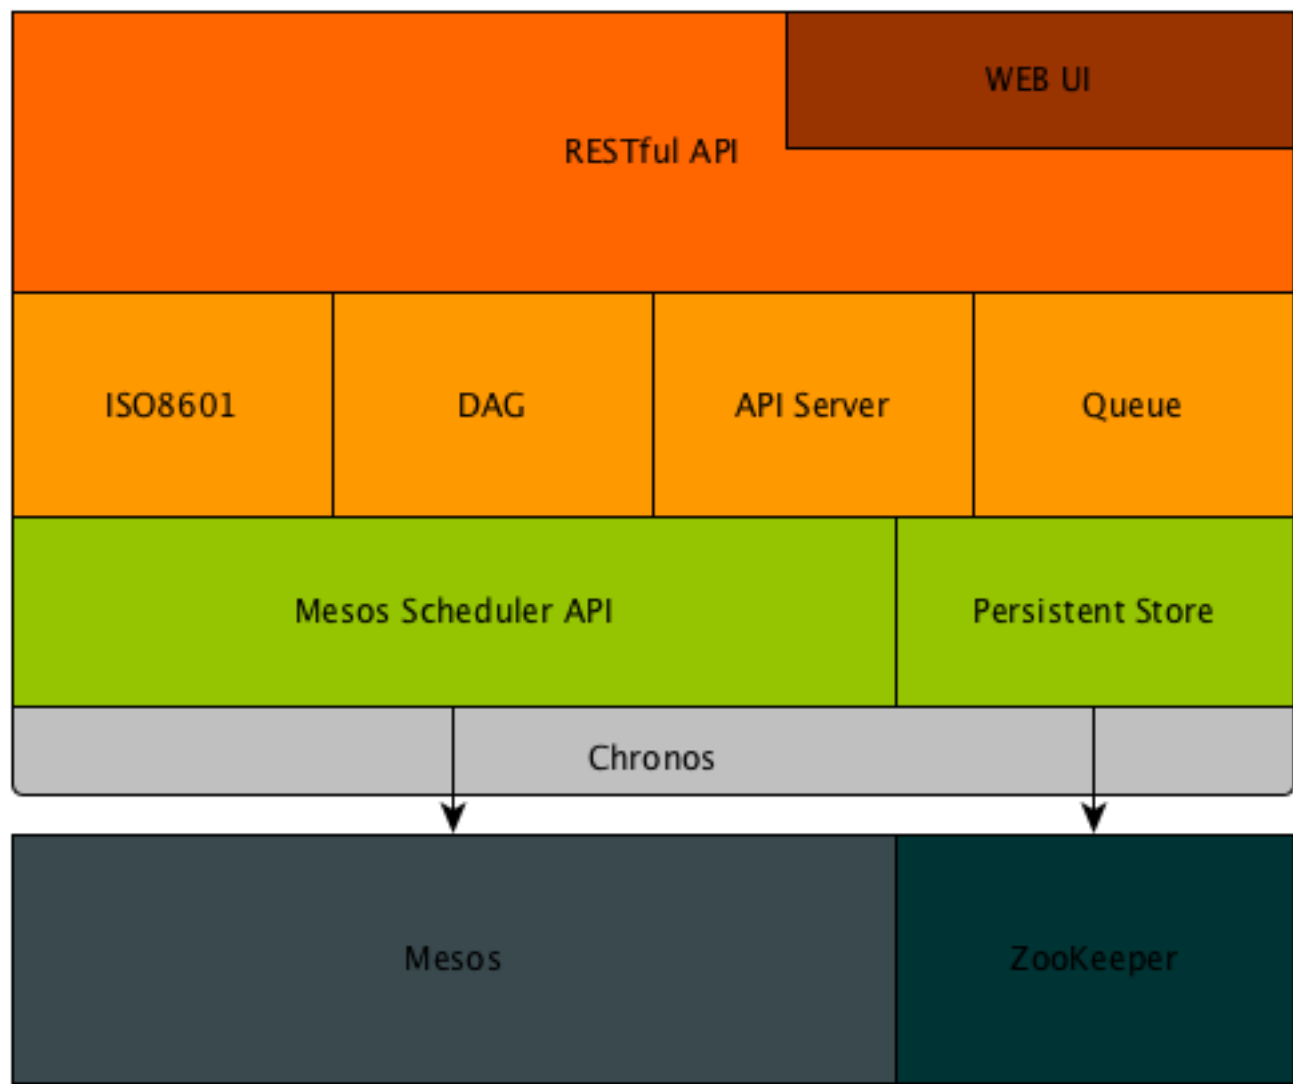 WEB UI
RESTful API
ISO8601
DAG
API Server
Queue
Mesos Scheduler API
Persistent Store
Chronos
Mesos
ZooKeeper